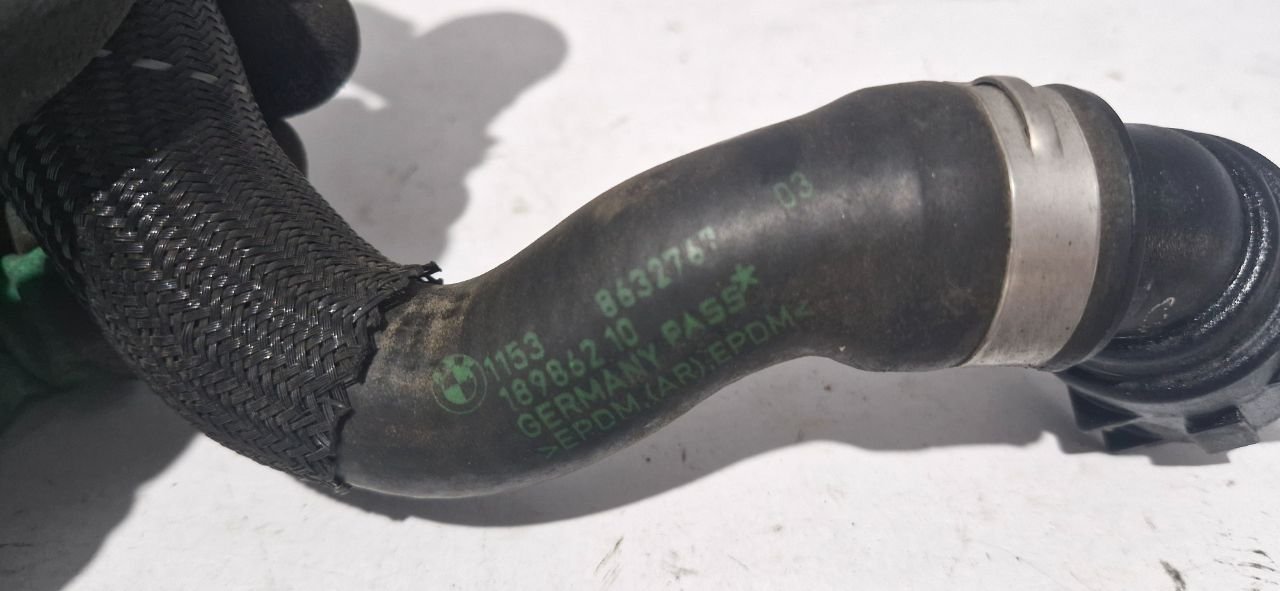 1153 8632767 03
189862 10
GERMANY PASS*
>EPDM.(AR),EPDM<